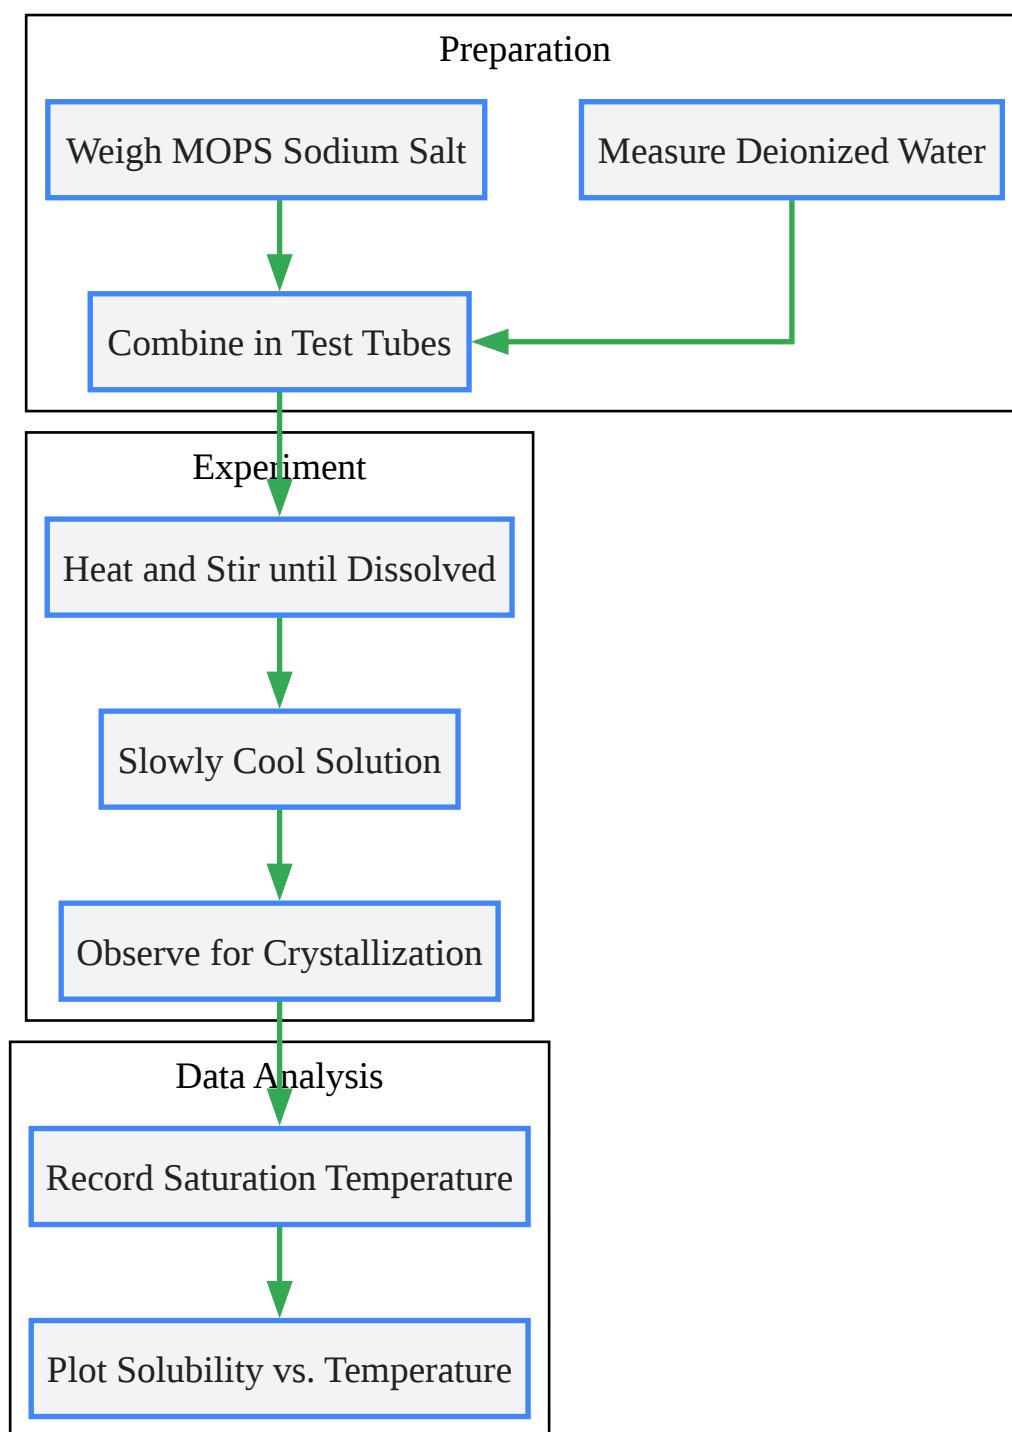 Preparation
Weigh MOPS Sodium Salt
Measure Deionized Water
Combine in Test Tubes
Experiment
Heat and Stir until Dissolved
Slowly Cool Solution
Observe for Crystallization
Data Analysis
Record Saturation Temperature
Plot Solubility vs. Temperature